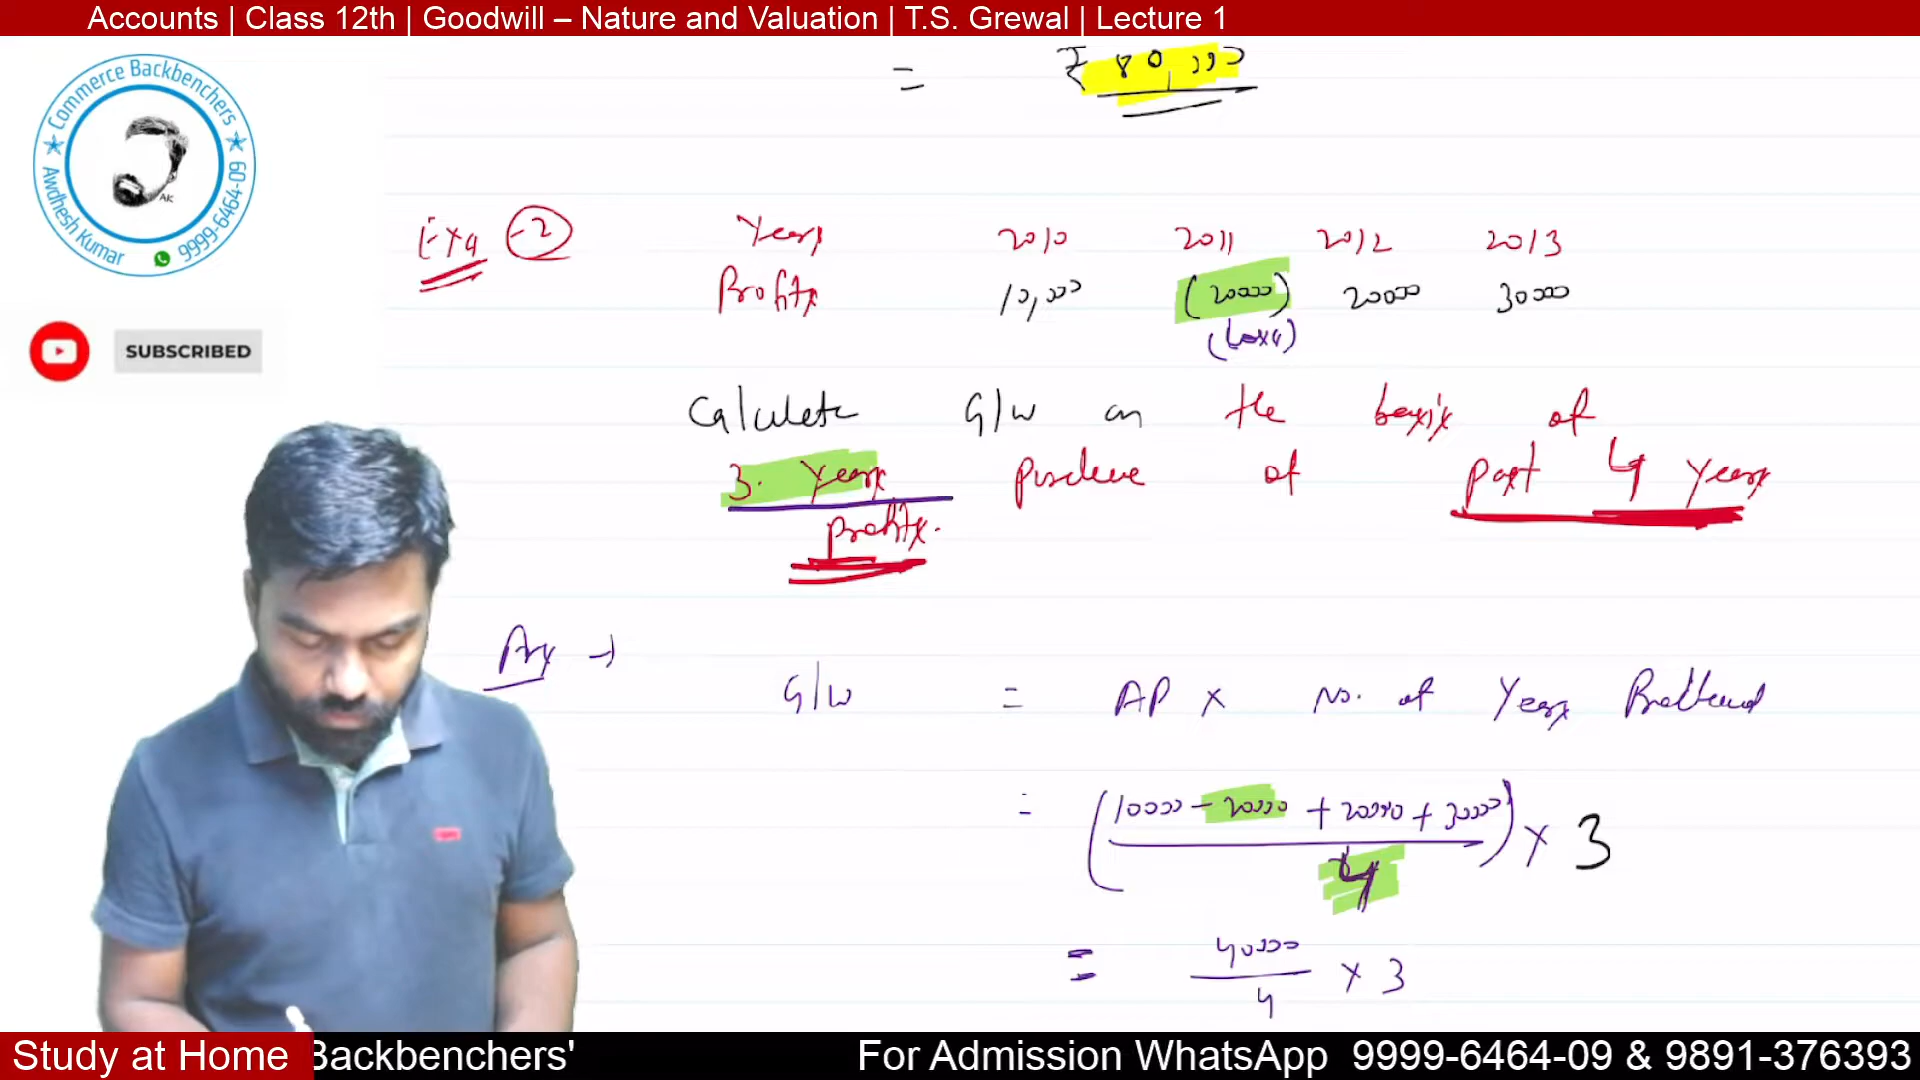 Accounts | Class 12th | Goodwill – Nature and Valuation | T.S. Grewal | Lecture 1
= ₹ 80,000
Commerce Backbenchers
Awdhesh Kumar 9999-6464-09
AK
SUBSCRIBED
Exa -2 Years 2010 2011 2012 2013
Profits 10,000 (20000) 20000 30000
(Loss)
Calculate G/W on the basis of
3. Years purchase of past 4 Years
profits.
Ans → G/W = AP x No. of Years
= (10000 - 20000 + 20000 + 30000 / 4) x 3
= 40000 / 4 x 3
Study at Home Backbenchers' For Admission WhatsApp 9999-6464-09 & 9891-376393